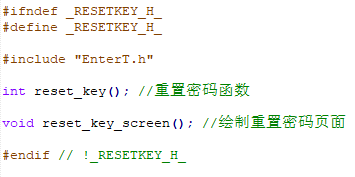 #ifndef _RESETKEY_H_
#define _RESETKEY_H_
#include "EnterT.h"
int reset_key(); //重置密码函数
void reset_key_screen(); //绘制重置密码页面
#endif // !_RESETKEY_H_